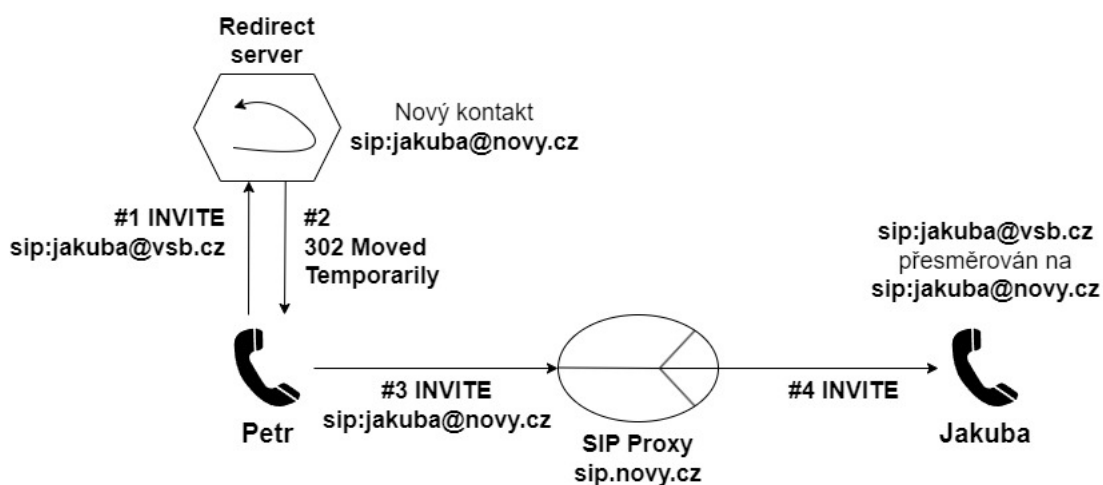 Redirect
server
Nový kontakt
sip:jakuba@novy.cz
#1 INVITE
sip:jakuba@vsb.cz
#2
302 Moved
Temporarily
sip:jakuba@vsb.cz
přesměrován na
sip:jakuba@novy.cz
#3 INVITE
sip:jakuba@novy.cz
#4 INVITE
Petr
SIP Proxy
sip.novy.cz
Jakuba